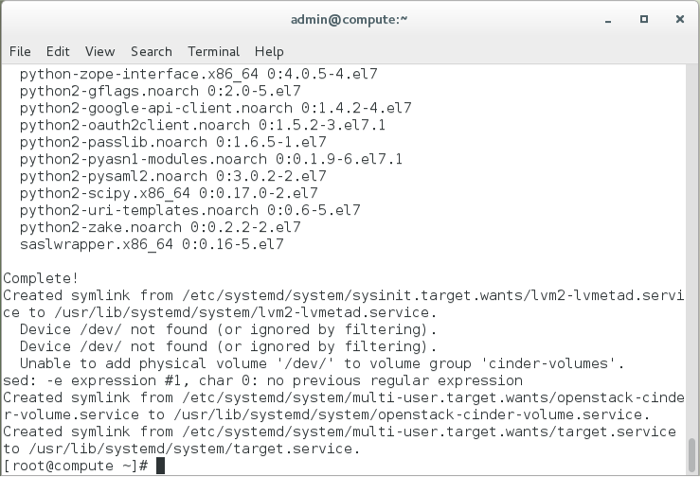 admin@compute:~
File Edit View Search Terminal Help
python-zope-interface.x86_64 0:4.0.5-4.el7
python2-gflags.noarch 0:2.0-5.el7
python2-google-api-client.noarch 0:1.4.2-4.el7
python2-oauth2client.noarch 0:1.5.2-3.el7.1
python2-passlib.noarch 0:1.6.5-1.el7
python2-pyasn1-modules.noarch 0:0.1.9-6.el7.1
python2-pysaml2.noarch 0:3.0.2-2.el7
python2-scipy.x86_64 0:0.17.0-2.el7
python2-uri-templates.noarch 0:0.6-5.el7
python2-zake.noarch 0:0.2.2-2.el7
saslwrapper.x86_64 0:0.16-5.el7
Complete!
Created symlink from /etc/systemd/system/sysinit.target.wants/lvm2-lvmetad.servi
ce to /usr/lib/systemd/system/lvm2-lvmetad.service.
Device /dev/ not found (or ignored by filtering).
Device /dev/ not found (or ignored by filtering).
Unable to add physical volume '/dev/' to volume group 'cinder-volumes'.
sed: -e expression #1, char 0: no previous regular expression
Created symlink from /etc/systemd/system/multi-user.target.wants/openstack-cinde
r-volume.service to /usr/lib/systemd/system/openstack-cinder-volume.service.
Created symlink from /etc/systemd/system/multi-user.target.wants/target.service
to /usr/lib/systemd/system/target.service.
[root@compute ~]#